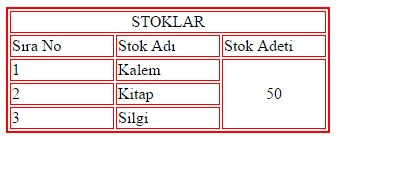 STOKLAR
Sıra No Stok Adı Stok Adeti
1 Kalem
2 Kitap 50
3 Silgi